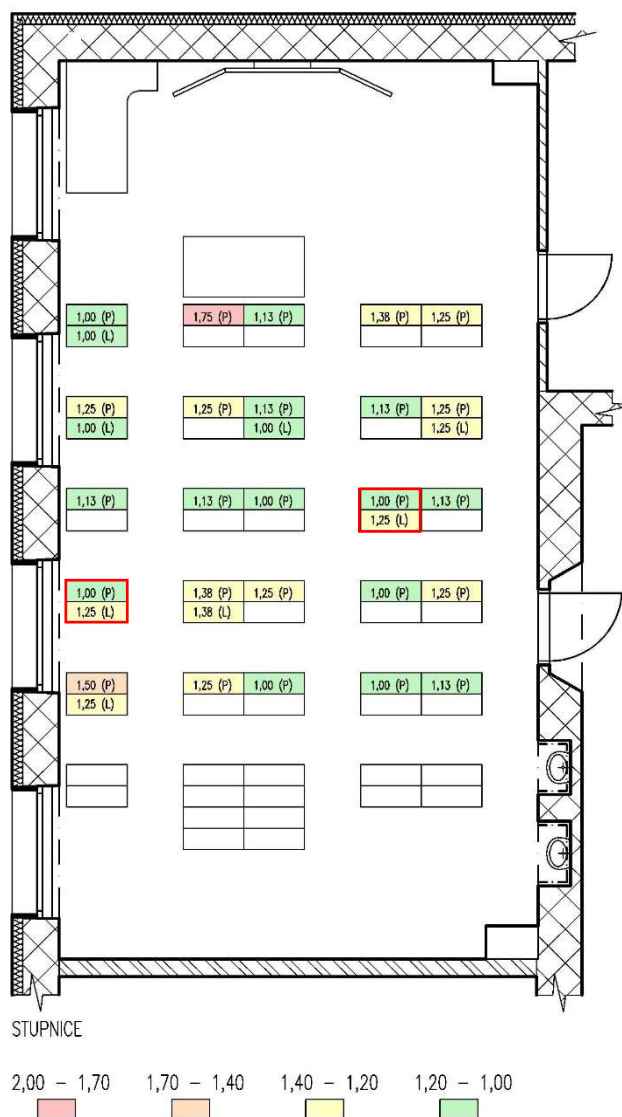 1,00 (P) 1,75 (P) 1,13 (P) 1,38 (P) 1,25 (P)
1,00 (L)
1,25 (P) 1,25 (P) 1,13 (P) 1,13 (P) 1,25 (P)
1,00 (L) 1,00 (L) 1,25 (L)
1,13 (P) 1,13 (P) 1,00 (P) 1,00 (P) 1,13 (P)
1,25 (L)
1,00 (P) 1,38 (P) 1,25 (P) 1,00 (P) 1,25 (P)
1,25 (L) 1,38 (L)
1,50 (P) 1,25 (P) 1,00 (P) 1,00 (P) 1,13 (P)
1,25 (L)
STUPNICE
2,00 – 1,70 1,70 – 1,40 1,40 – 1,20 1,20 – 1,00